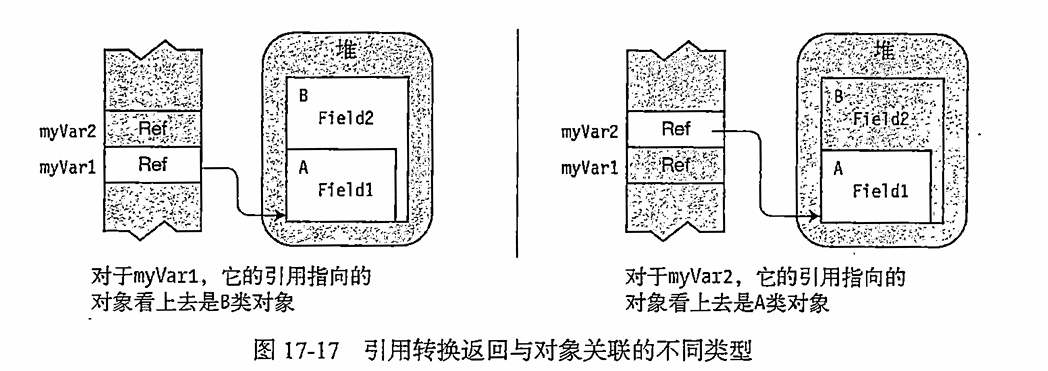 堆
B
Field2
myVar2 Ref
myVar1 Ref
A
Field1
对于myVar1，它的引用指向的
对象看上去是B类对象
堆
B
Field2
myVar2 Ref
myVar1 Ref
A
Field1
对于myVar2，它的引用指向的
对象看上去是A类对象
图 17-17 引用转换返回与对象关联的不同类型